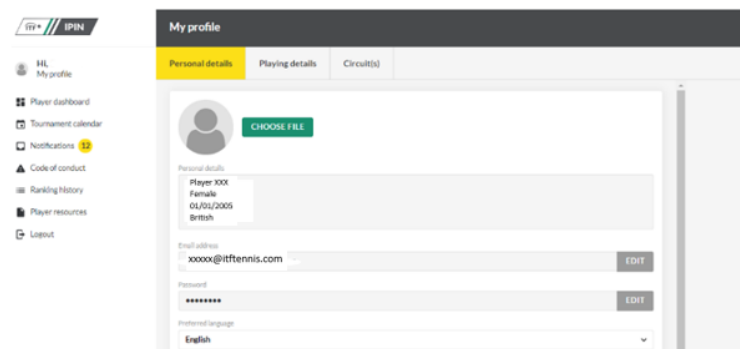 ITF IPIN
My profile
Hi,
My profile
Player dashboard
Tournament calendar
Notifications 12
Code of conduct
Ranking history
Player resources
Logout
Personal details
Playing details
Circuit(s)
CHOOSE FILE
Personal details
Player XXX
Female
01/01/2005
British
Email address
xxxxx@itftennis.com
EDIT
Password
••••••••
EDIT
Preferred language
English